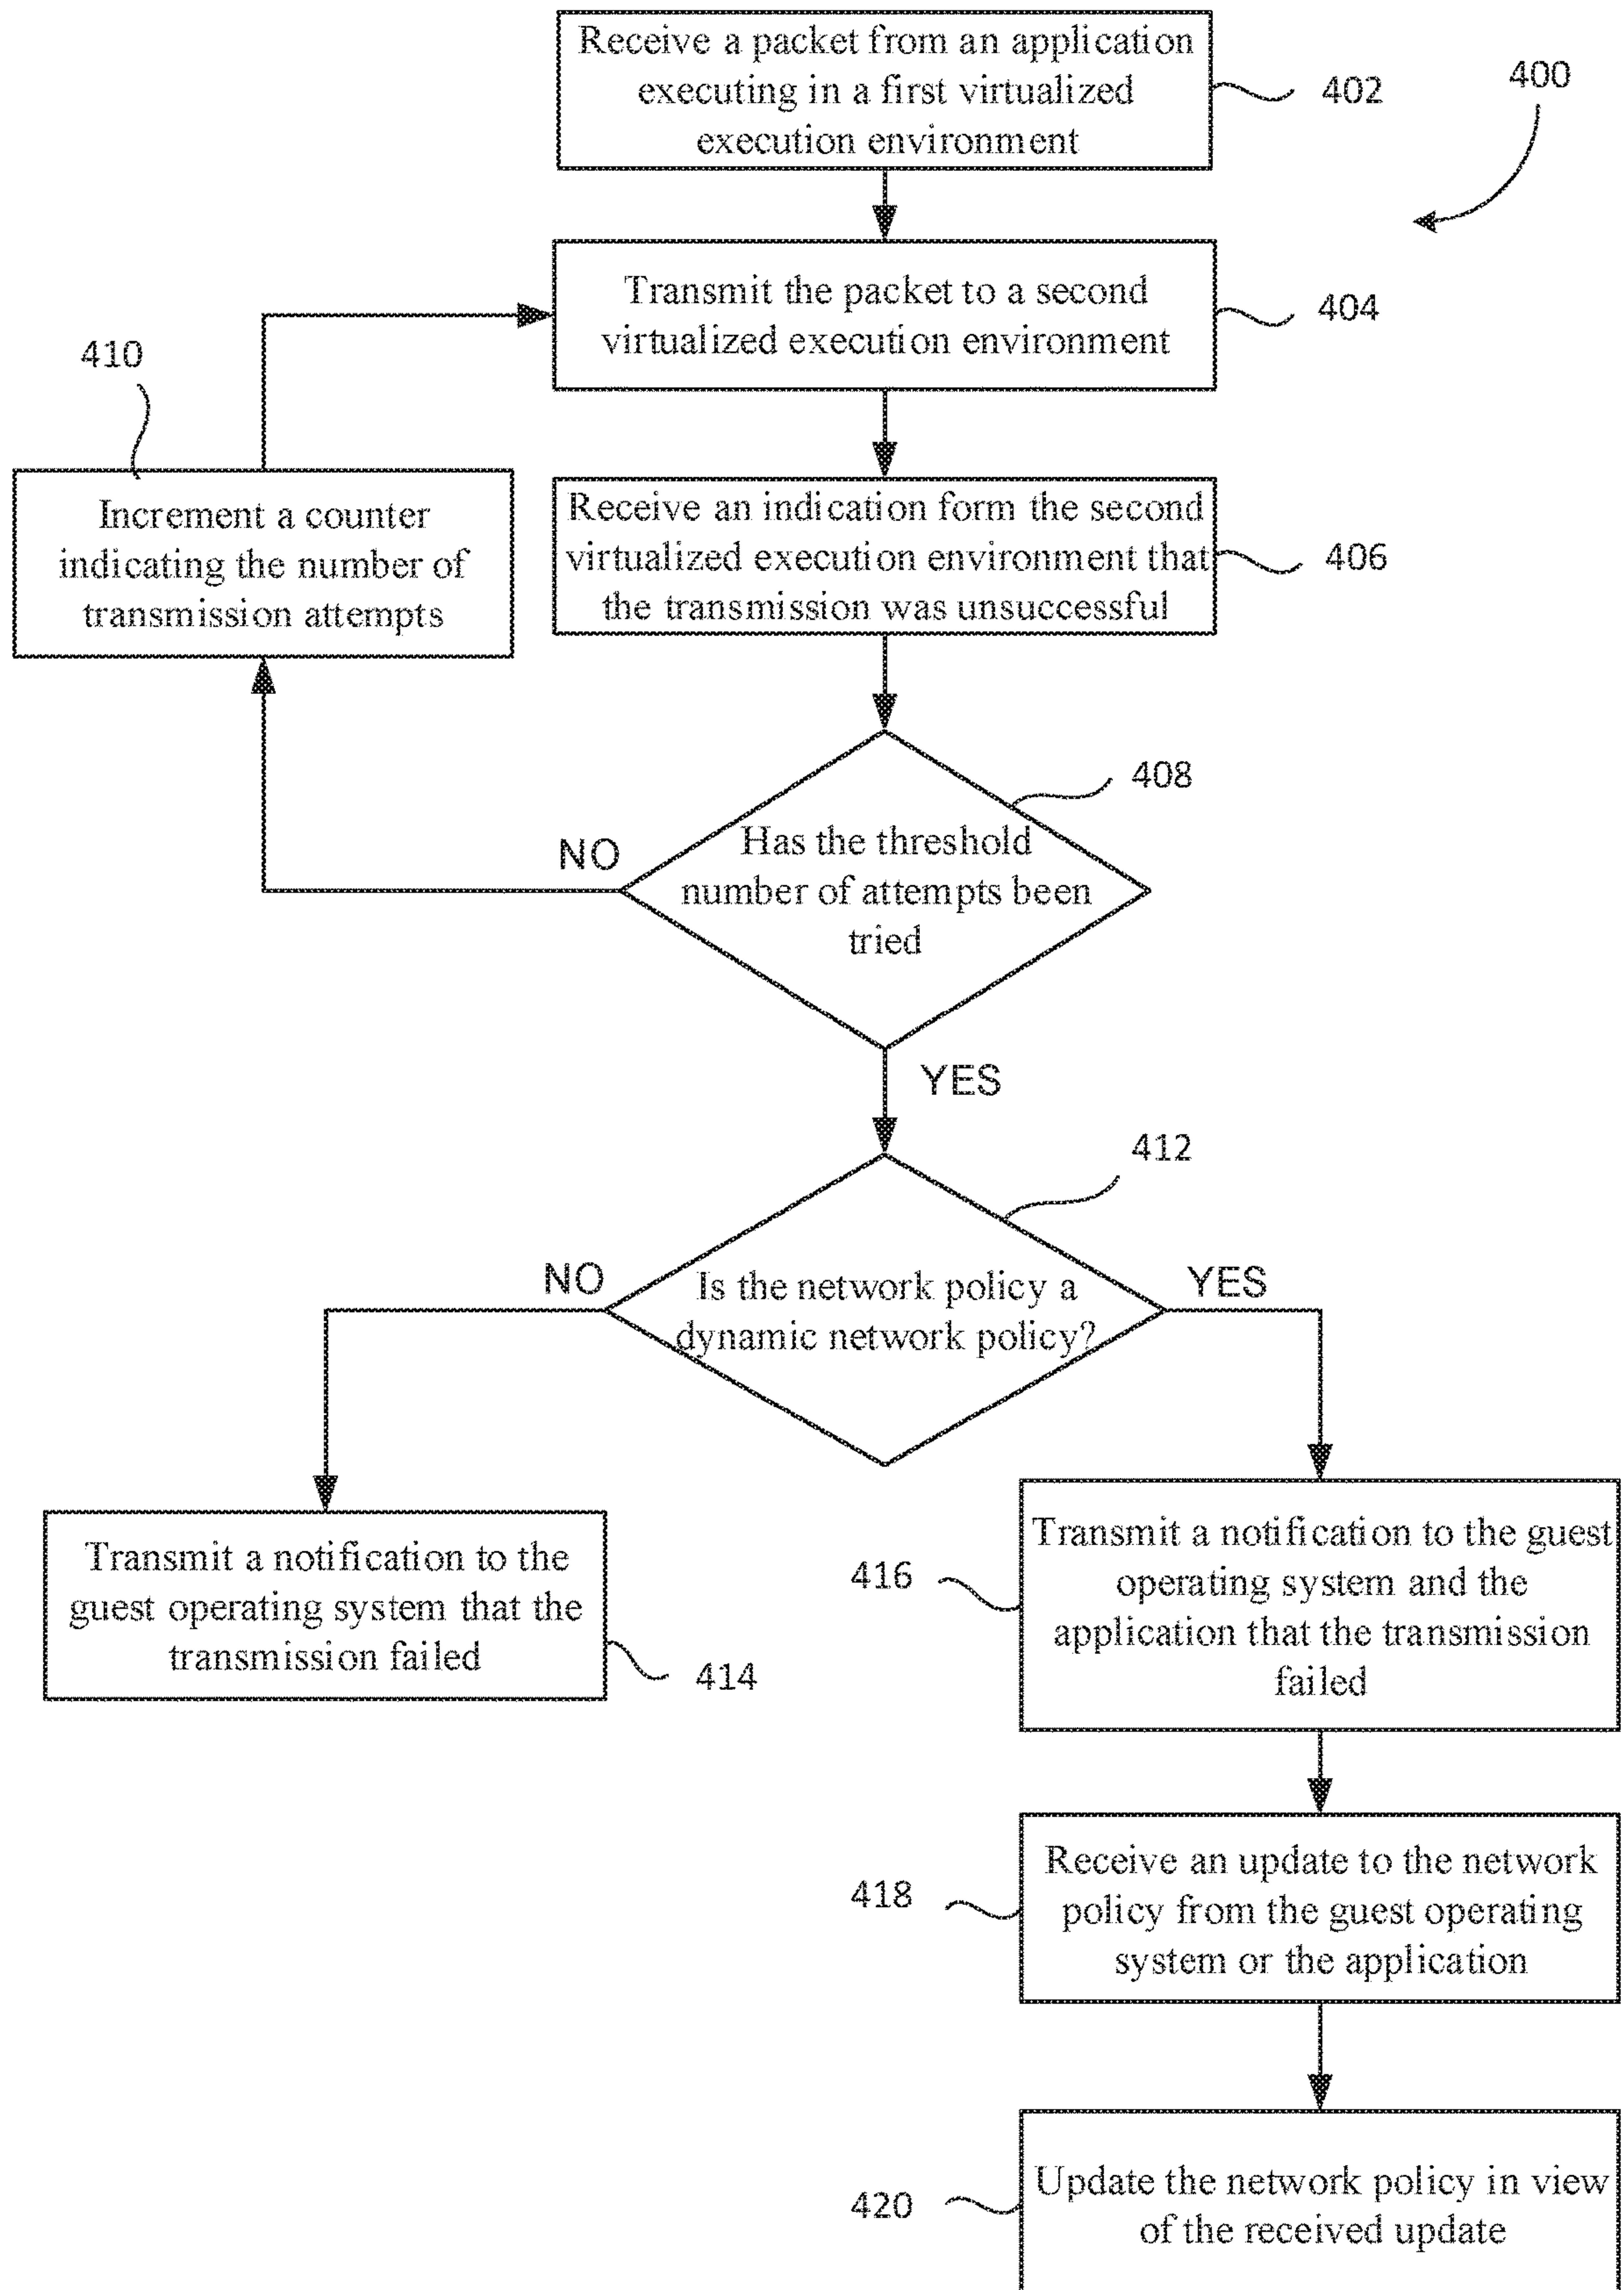 Receive a packet from an application
executing in a first virtualized
execution environment
402
400
Transmit the packet to a second
virtualized execution environment
404
410
Increment a counter
indicating the number of
transmission attempts
Receive an indication form the second
virtualized execution environment that
the transmission was unsuccessful
406
408
Has the threshold
number of attempts been
tried
NO
YES
412
Is the network policy a
dynamic network policy?
NO
YES
Transmit a notification to the
guest operating system that the
transmission failed
414
Transmit a notification to the guest
operating system and the
application that the transmission
failed
416
Receive an update to the network
policy from the guest operating
system or the application
418
Update the network policy in view
of the received update
420